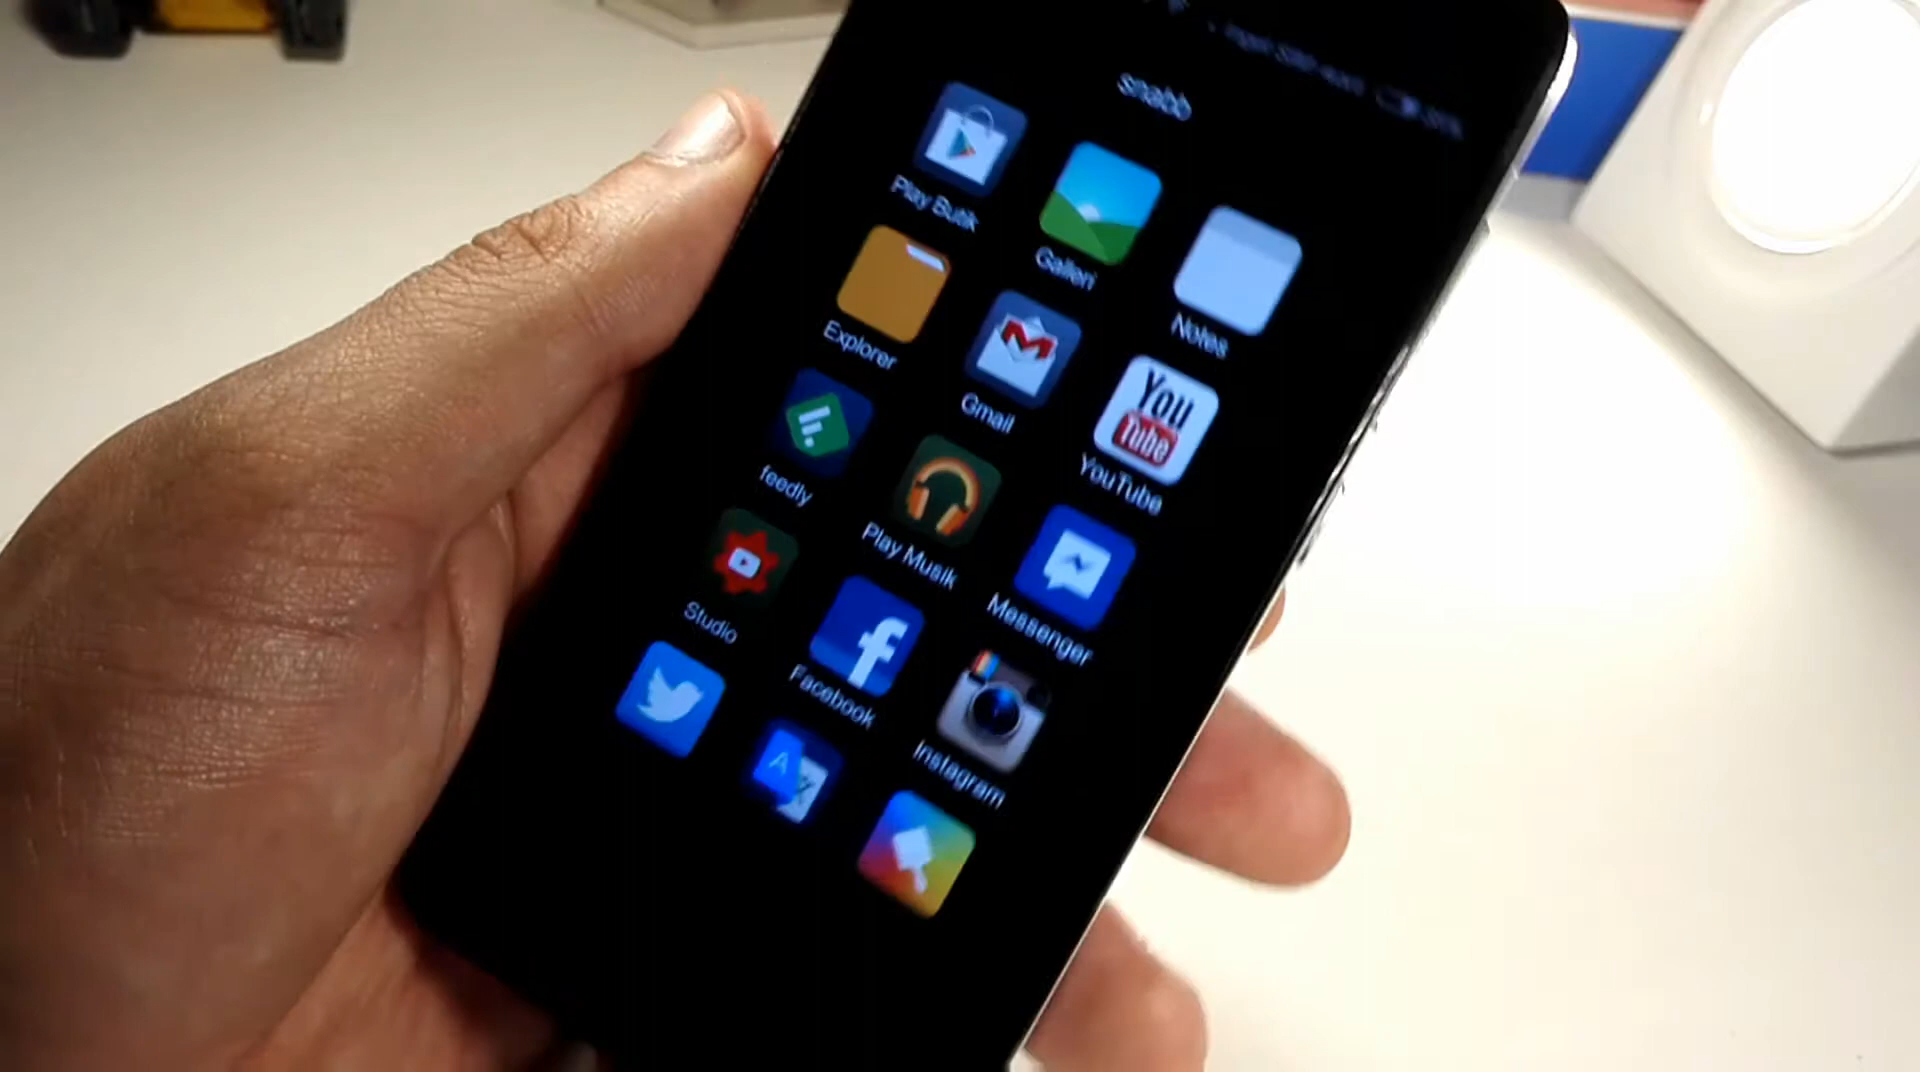 snabb
Play Butik
Galleri
Notes
Explorer
Gmail
You
Tube
YouTube
feedly
Play Musik
Messenger
Studio
Facebook
Instagram
A